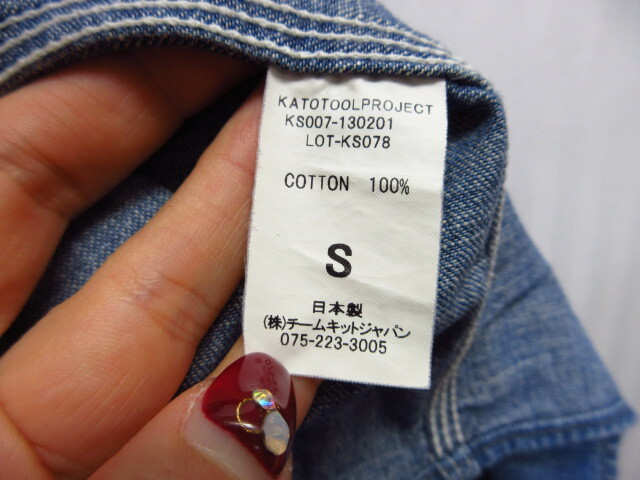 KATOTOOLPROJECT
KS007-130201
LOT-KS078
COTTON 100%
S
日本製
(株)チームキットジャパン
075-223-3005